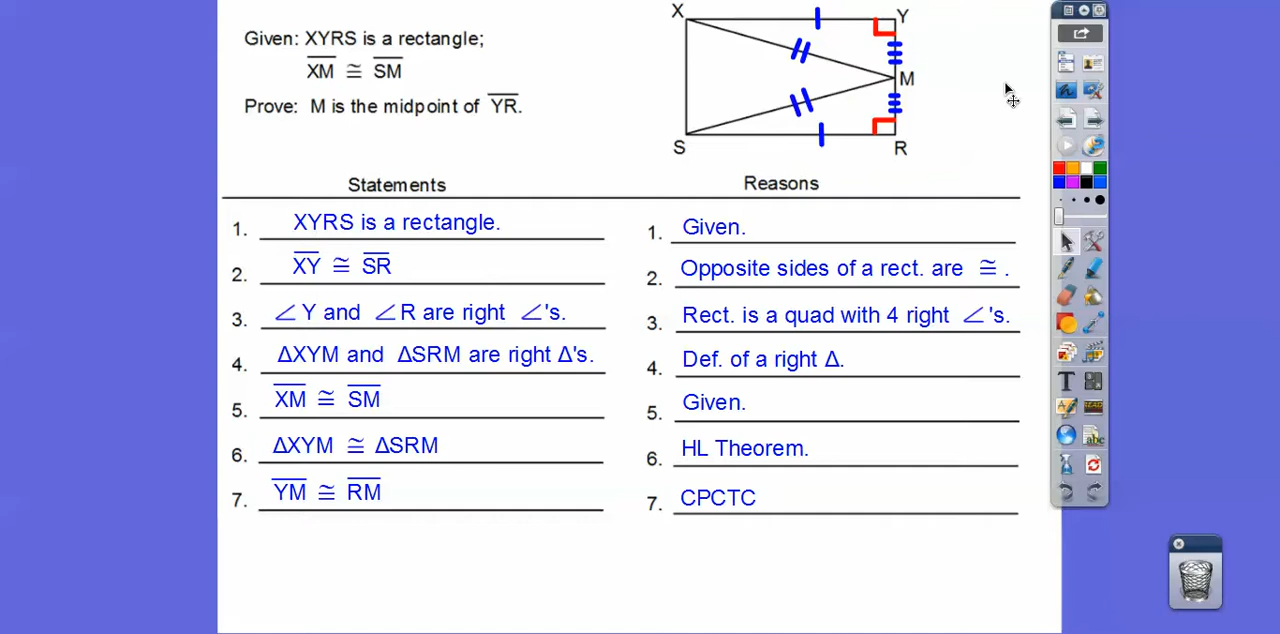 Given: XYRS is a rectangle;
XM ≅ SM
Prove: M is the midpoint of YR.
X
Y
M
S
R
Statements
Reasons
1. XYRS is a rectangle.
1. Given.
2. XY ≅ SR
2. Opposite sides of a rect. are ≅ .
3. ∠Y and ∠R are right ∠'s.
3. Rect. is a quad with 4 right ∠'s.
4. ΔXYM and ΔSRM are right Δ's.
4. Def. of a right Δ.
5. XM ≅ SM
5. Given.
6. ΔXYM ≅ ΔSRM
6. HL Theorem.
7. YM ≅ RM
7. CPCTC
T
abc